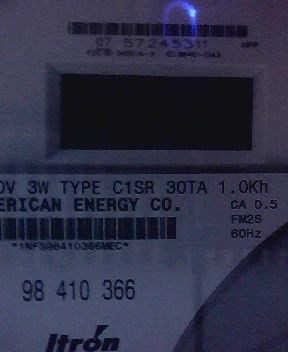 07 57245311
OV 3W TYPE C1SR 30TA 1.0Kh
ERICAN ENERGY CO.
CA 0.5
FM2S
60Hz
*1NFS98410366MEC*
98 410 366
Itrón